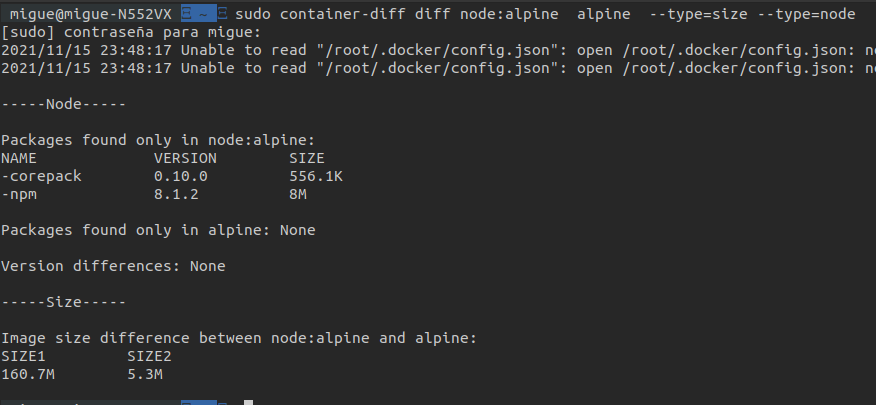 migue@migue-N552VX ~ sudo container-diff diff node:alpine alpine --type=size --type=node
[sudo] contraseña para migue:
2021/11/15 23:48:17 Unable to read "/root/.docker/config.json": open /root/.docker/config.json:
2021/11/15 23:48:17 Unable to read "/root/.docker/config.json": open /root/.docker/config.json:
-----Node-----
Packages found only in node:alpine:
NAME VERSION SIZE
-corepack 0.10.0 556.1K
-npm 8.1.2 8M
Packages found only in alpine: None
Version differences: None
-----Size-----
Image size difference between node:alpine and alpine:
SIZE1 SIZE2
160.7M 5.3M